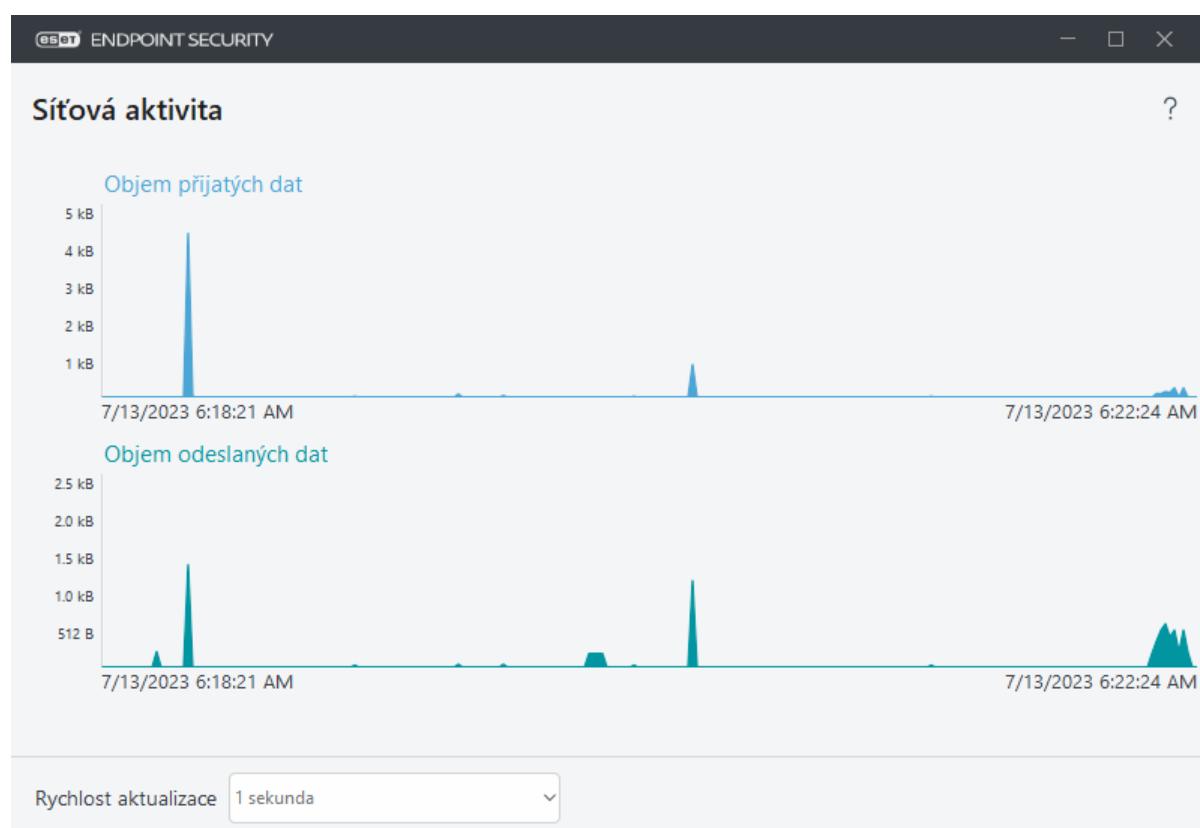 eset ENDPOINT SECURITY
Síťová aktivita
?
Objem přijatých dat
5 kB
4 kB
3 kB
2 kB
1 kB
7/13/2023 6:18:21 AM 7/13/2023 6:22:24 AM
Objem odeslaných dat
2.5 kB
2.0 kB
1.5 kB
1.0 kB
512 B
7/13/2023 6:18:21 AM 7/13/2023 6:22:24 AM
Rychlost aktualizace 1 sekunda